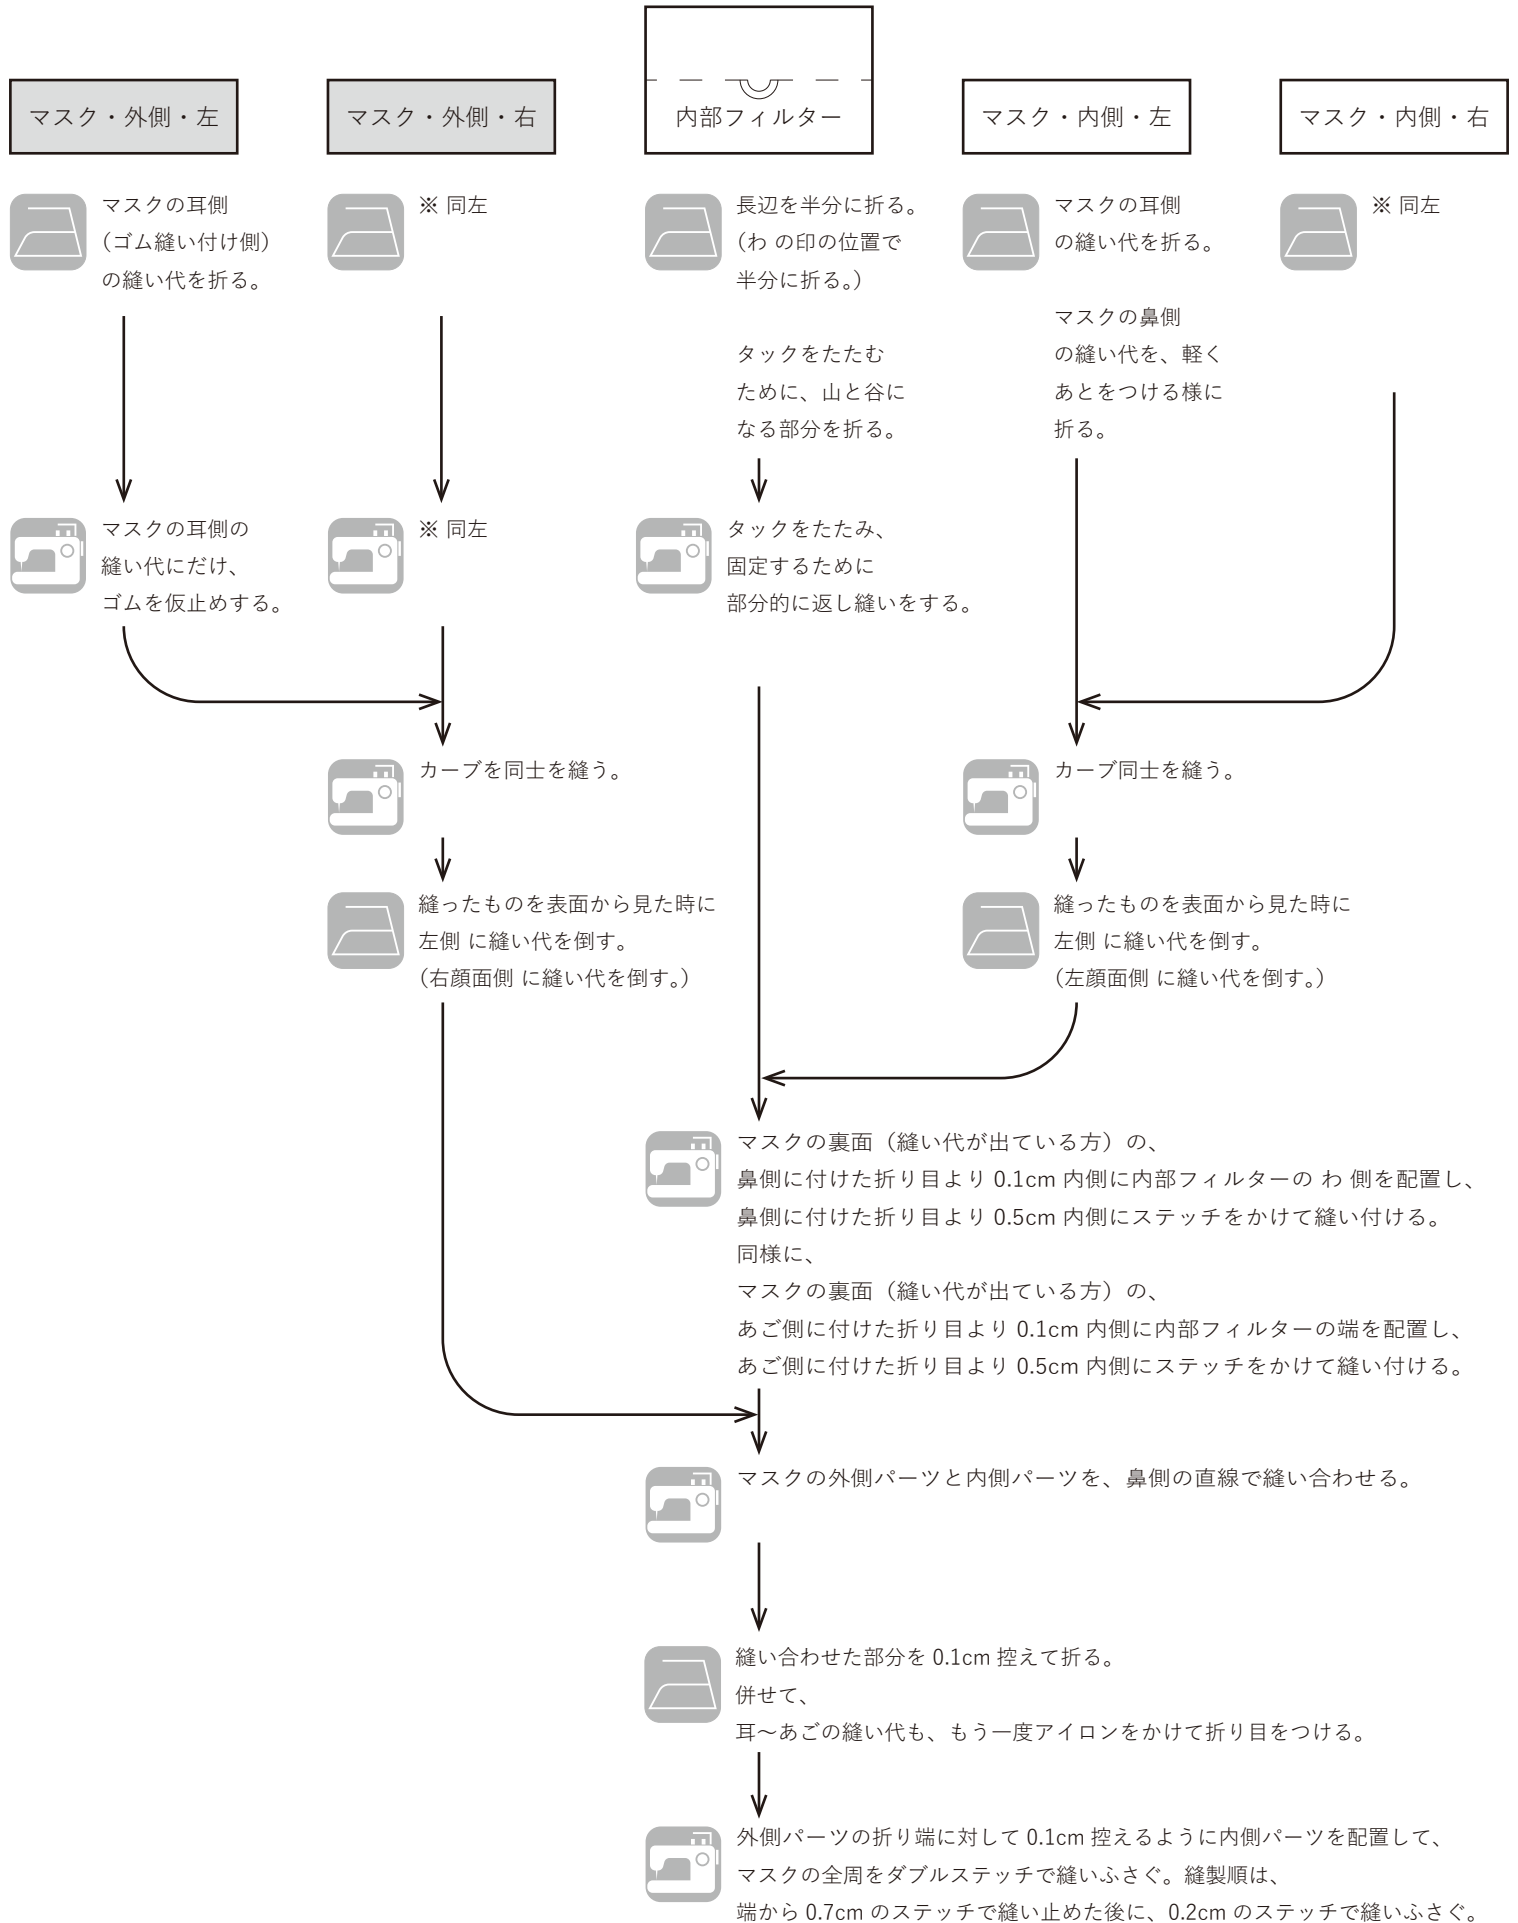 マスク・外側・左
マスク・外側・右
内部フィルター
マスク・内側・左
マスク・内側・右
マスクの耳側
（ゴム縫い付け側）
の縫い代を折る。
※ 同左
長辺を半分に折る。
（わ の印の位置で
半分に折る。）
タックをたたむ
ために、山と谷に
なる部分を折る。
マスクの耳側
の縫い代を折る。
マスクの鼻側
の縫い代を、軽く
あとをつける様に
折る。
※ 同左
マスクの耳側の
縫い代にだけ、
ゴムを仮止めする。
※ 同左
タックをたたみ、
固定するために
部分的に返し縫いをする。
カーブを同士を縫う。
カーブ同士を縫う。
縫ったものを表面から見た時に
左側 に縫い代を倒す。
（右顔面側 に縫い代を倒す。）
縫ったものを表面から見た時に
左側 に縫い代を倒す。
（左顔面側 に縫い代を倒す。）
マスクの裏面（縫い代が出ている方）の、
鼻側に付けた折り目より 0.1cm 内側に内部フィルターの わ 側を配置し、
鼻側に付けた折り目より 0.5cm 内側にステッチをかけて縫い付ける。
同様に、
マスクの裏面（縫い代が出ている方）の、
あご側に付けた折り目より 0.1cm 内側に内部フィルターの端を配置し、
あご側に付けた折り目より 0.5cm 内側にステッチをかけて縫い付ける。
マスクの外側パーツと内側パーツを、鼻側の直線で縫い合わせる。
縫い合わせた部分を 0.1cm 控えて折る。
併せて、
耳～あごの縫い代も、もう一度アイロンをかけて折り目をつける。
外側パーツの折り端に対して 0.1cm 控えるように内側パーツを配置して、
マスクの全周をダブルステッチで縫いふさぐ。縫製順は、
端から 0.7cm のステッチで縫い止めた後に、0.2cm のステッチで縫いふさぐ。